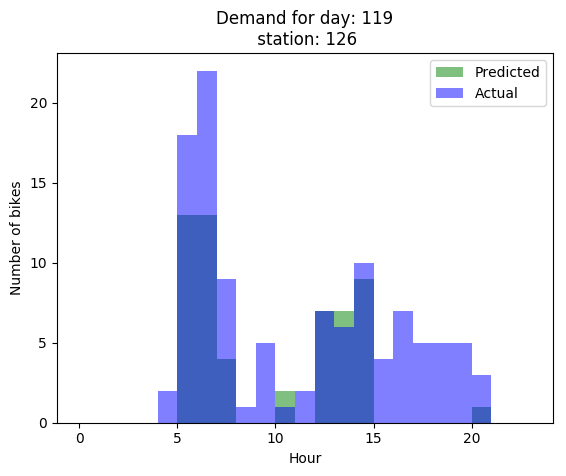 Demand for day: 119
station: 126
Predicted
Actual
Number of bikes
20
15
10
5
0
0
5
10
15
20
Hour